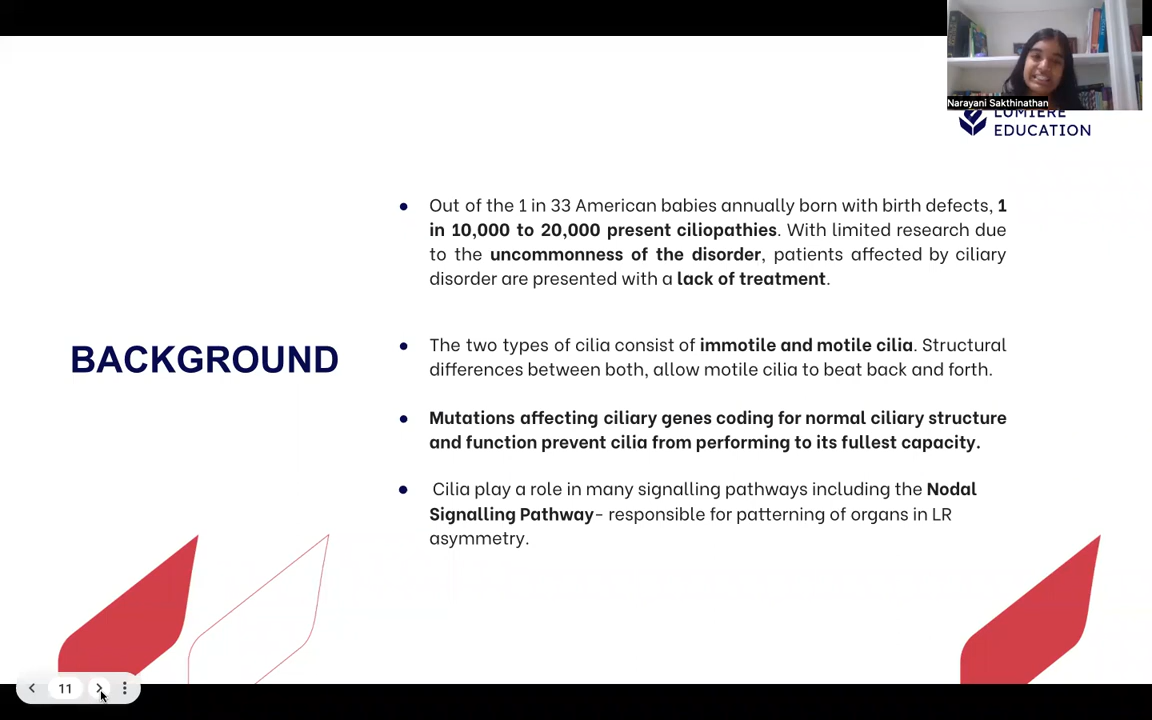 Narayani Sakthinathan
LUMIERE
EDUCATION
BACKGROUND
• Out of the 1 in 33 American babies annually born with birth defects, 1
in 10,000 to 20,000 present ciliopathies. With limited research due
to the uncommonness of the disorder, patients affected by ciliary
disorder are presented with a lack of treatment.
• The two types of cilia consist of immotile and motile cilia. Structural
differences between both, allow motile cilia to beat back and forth.
• Mutations affecting ciliary genes coding for normal ciliary structure
and function prevent cilia from performing to its fullest capacity.
• Cilia play a role in many signalling pathways including the Nodal
Signalling Pathway- responsible for patterning of organs in LR
asymmetry.
11